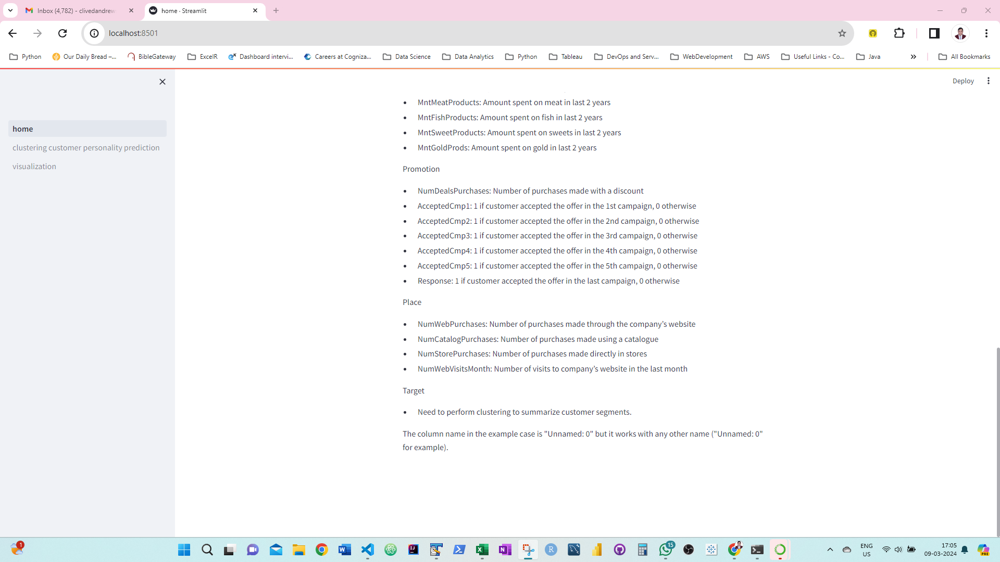 Inbox (4,782) - clivedandrew
home · Streamlit
localhost:8501
Python
Our Daily Bread –...
BibleGateway
ExcelR
Dashboard intervi...
Careers at Cogniza...
Data Science
Data Analytics
Python
Tableau
DevOps and Serv...
WebDevelopment
AWS
Useful Links - Co...
Java
All Bookmarks
Deploy
home
clustering customer personality prediction
visualization
• MntMeatProducts: Amount spent on meat in last 2 years
• MntFishProducts: Amount spent on fish in last 2 years
• MntSweetProducts: Amount spent on sweets in last 2 years
• MntGoldProds: Amount spent on gold in last 2 years
Promotion
• NumDealsPurchases: Number of purchases made with a discount
• AcceptedCmp1: 1 if customer accepted the offer in the 1st campaign, 0 otherwise
• AcceptedCmp2: 1 if customer accepted the offer in the 2nd campaign, 0 otherwise
• AcceptedCmp3: 1 if customer accepted the offer in the 3rd campaign, 0 otherwise
• AcceptedCmp4: 1 if customer accepted the offer in the 4th campaign, 0 otherwise
• AcceptedCmp5: 1 if customer accepted the offer in the 5th campaign, 0 otherwise
• Response: 1 if customer accepted the offer in the last campaign, 0 otherwise
Place
• NumWebPurchases: Number of purchases made through the company’s website
• NumCatalogPurchases: Number of purchases made using a catalogue
• NumStorePurchases: Number of purchases made directly in stores
• NumWebVisitsMonth: Number of visits to company’s website in the last month
Target
• Need to perform clustering to summarize customer segments.
The column name in the example case is "Unnamed: 0" but it works with any other name ("Unnamed: 0"
for example).
1
15
ENG
US
17:05
09-03-2024
PRE